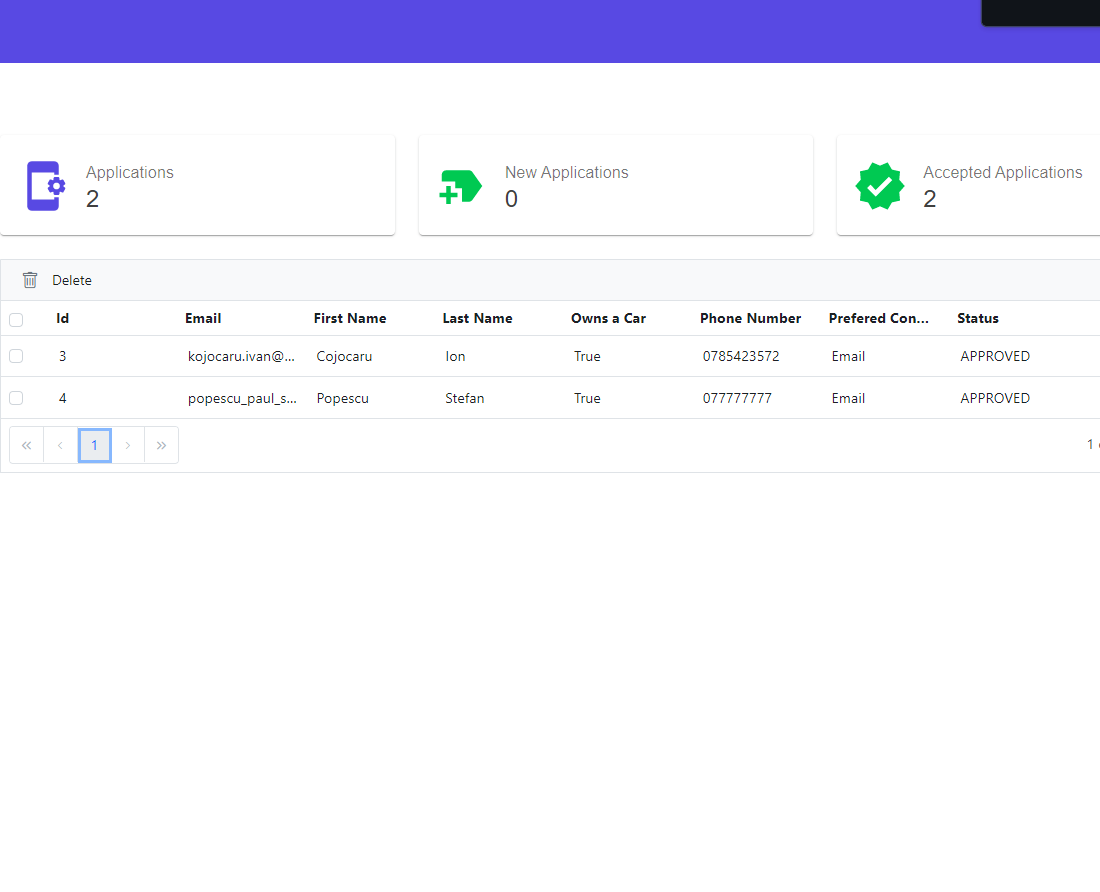 Applications
2
New Applications
0
Accepted Applications
2
Delete
Id Email First Name Last Name Owns a Car Phone Number Prefered Con... Status
3 kojocaru.ivan@... Cojocaru Ion True 0785423572 Email APPROVED
4 popescu_paul_s... Popescu Stefan True 077777777 Email APPROVED
« ‹ 1 › »
1